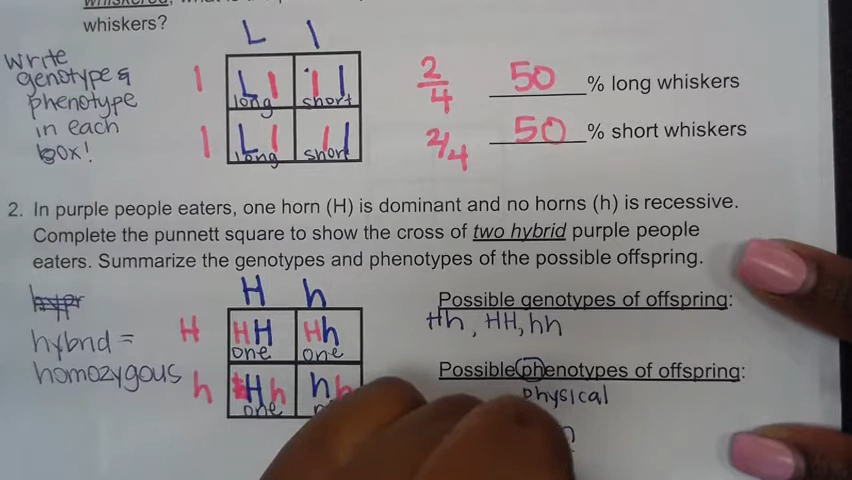 whiskers?
L l
write
genotype &
phenotype
in each
box!
l Ll ll
long short
l Ll ll
long short
2/4 50 % long whiskers
2/4 50 % short whiskers
2. In purple people eaters, one horn (H) is dominant and no horns (h) is recessive.
Complete the punnett square to show the cross of two hybrid purple people
eaters. Summarize the genotypes and phenotypes of the possible offspring.
H h
hybrid =
homozygous
H HH Hh
one one
h Hh hh
one
Possible genotypes of offspring:
Hh, HH, hh
Possible phenotypes of offspring:
physical